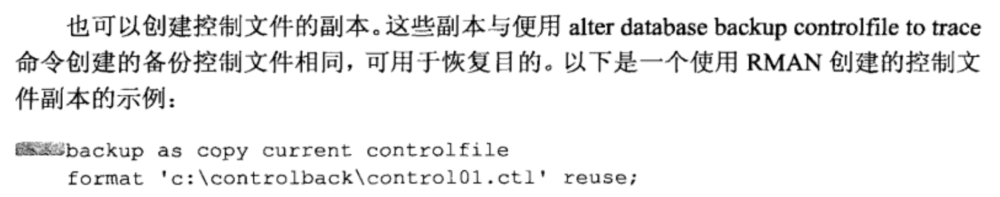 也可以创建控制文件的副本。这些副本与便用 alter database backup controlfile to trace
命令创建的备份控制文件相同，可用于恢复目的。以下是一个使用 RMAN 创建的控制文
件副本的示例：
backup as copy current controlfile
format 'c:\controlback\control01.ctl' reuse;